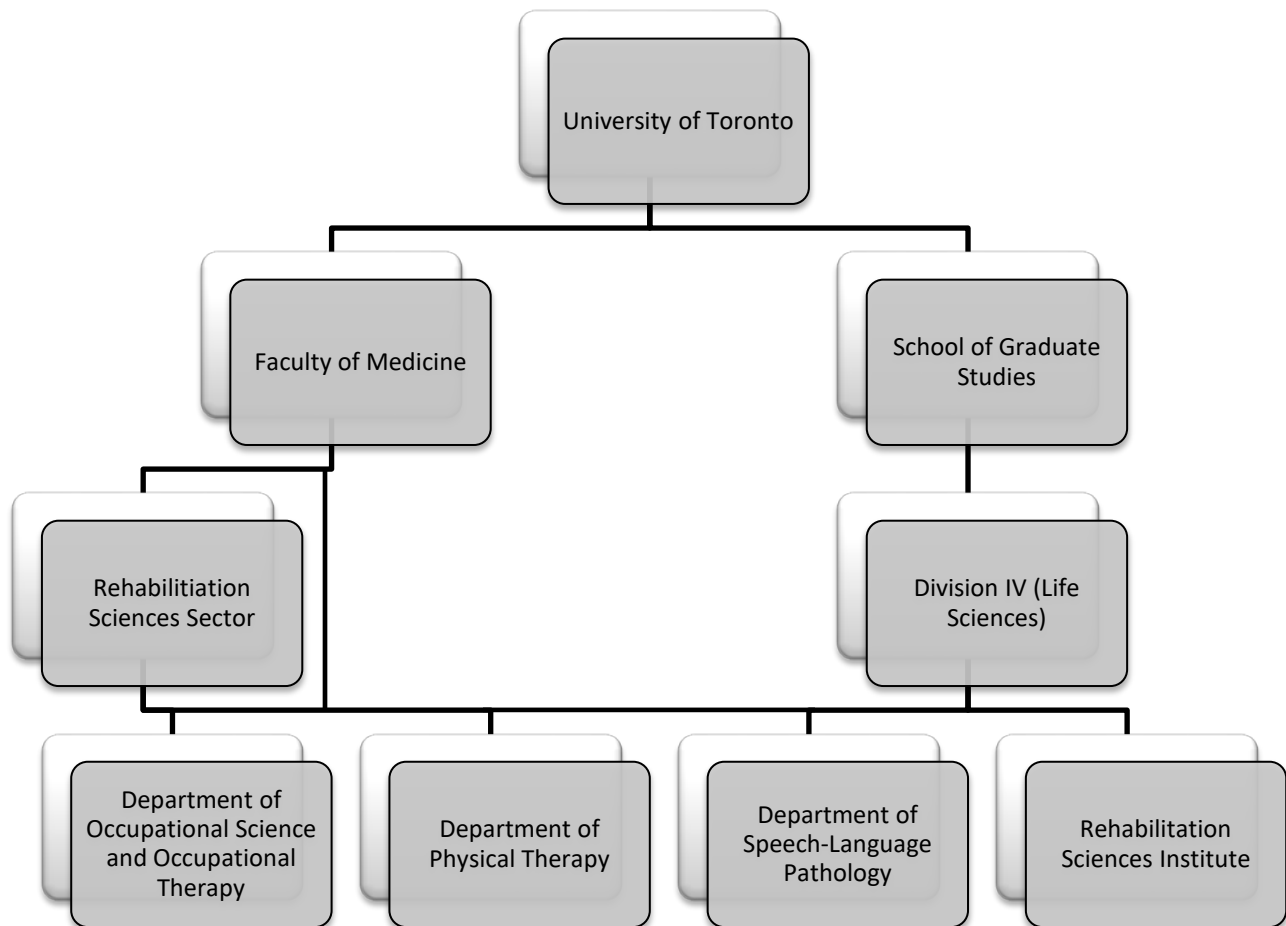 University of Toronto
Faculty of Medicine
School of Graduate
Studies
Rehabilitiation
Sciences Sector
Division IV (Life
Sciences)
Department of
Occupational Science
and Occupational
Therapy
Department of
Physical Therapy
Department of
Speech-Language
Pathology
Rehabilitation
Sciences Institute